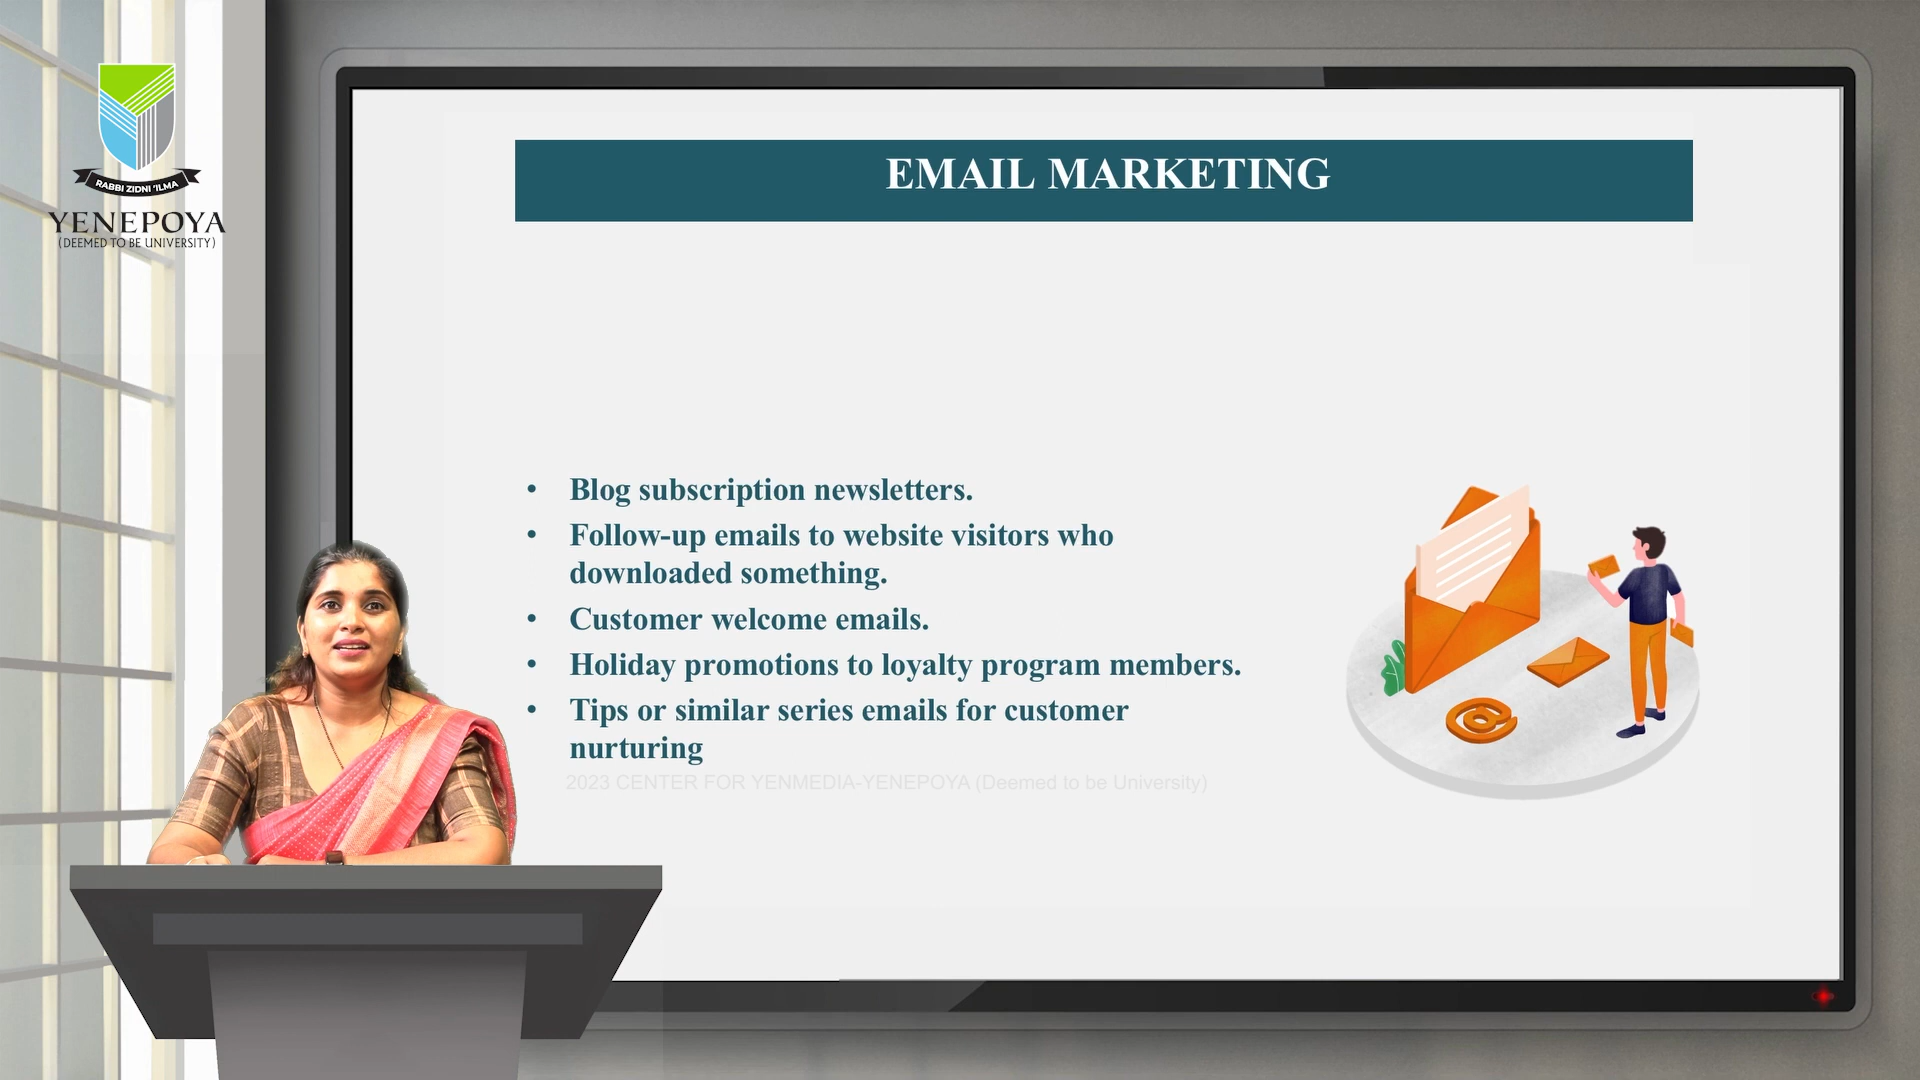 RABBI ZIDNI 'ILMA
YENEPOYA
(DEEMED TO BE UNIVERSITY)
EMAIL MARKETING
• Blog subscription newsletters.
• Follow-up emails to website visitors who
downloaded something.
• Customer welcome emails.
• Holiday promotions to loyalty program members.
• Tips or similar series emails for customer
nurturing
2023 CENTER FOR YENMEDIA-YENEPOYA (Deemed to be University)